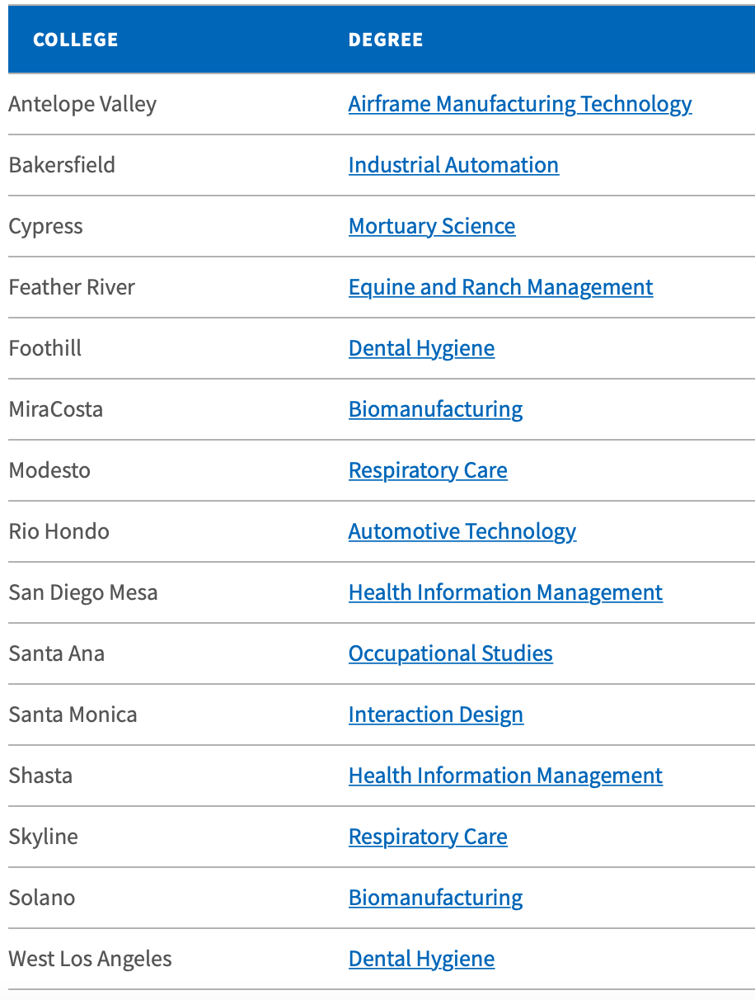 COLLEGE DEGREE
Antelope Valley Airframe Manufacturing Technology
Bakersfield Industrial Automation
Cypress Mortuary Science
Feather River Equine and Ranch Management
Foothill Dental Hygiene
MiraCosta Biomanufacturing
Modesto Respiratory Care
Rio Hondo Automotive Technology
San Diego Mesa Health Information Management
Santa Ana Occupational Studies
Santa Monica Interaction Design
Shasta Health Information Management
Skyline Respiratory Care
Solano Biomanufacturing
West Los Angeles Dental Hygiene